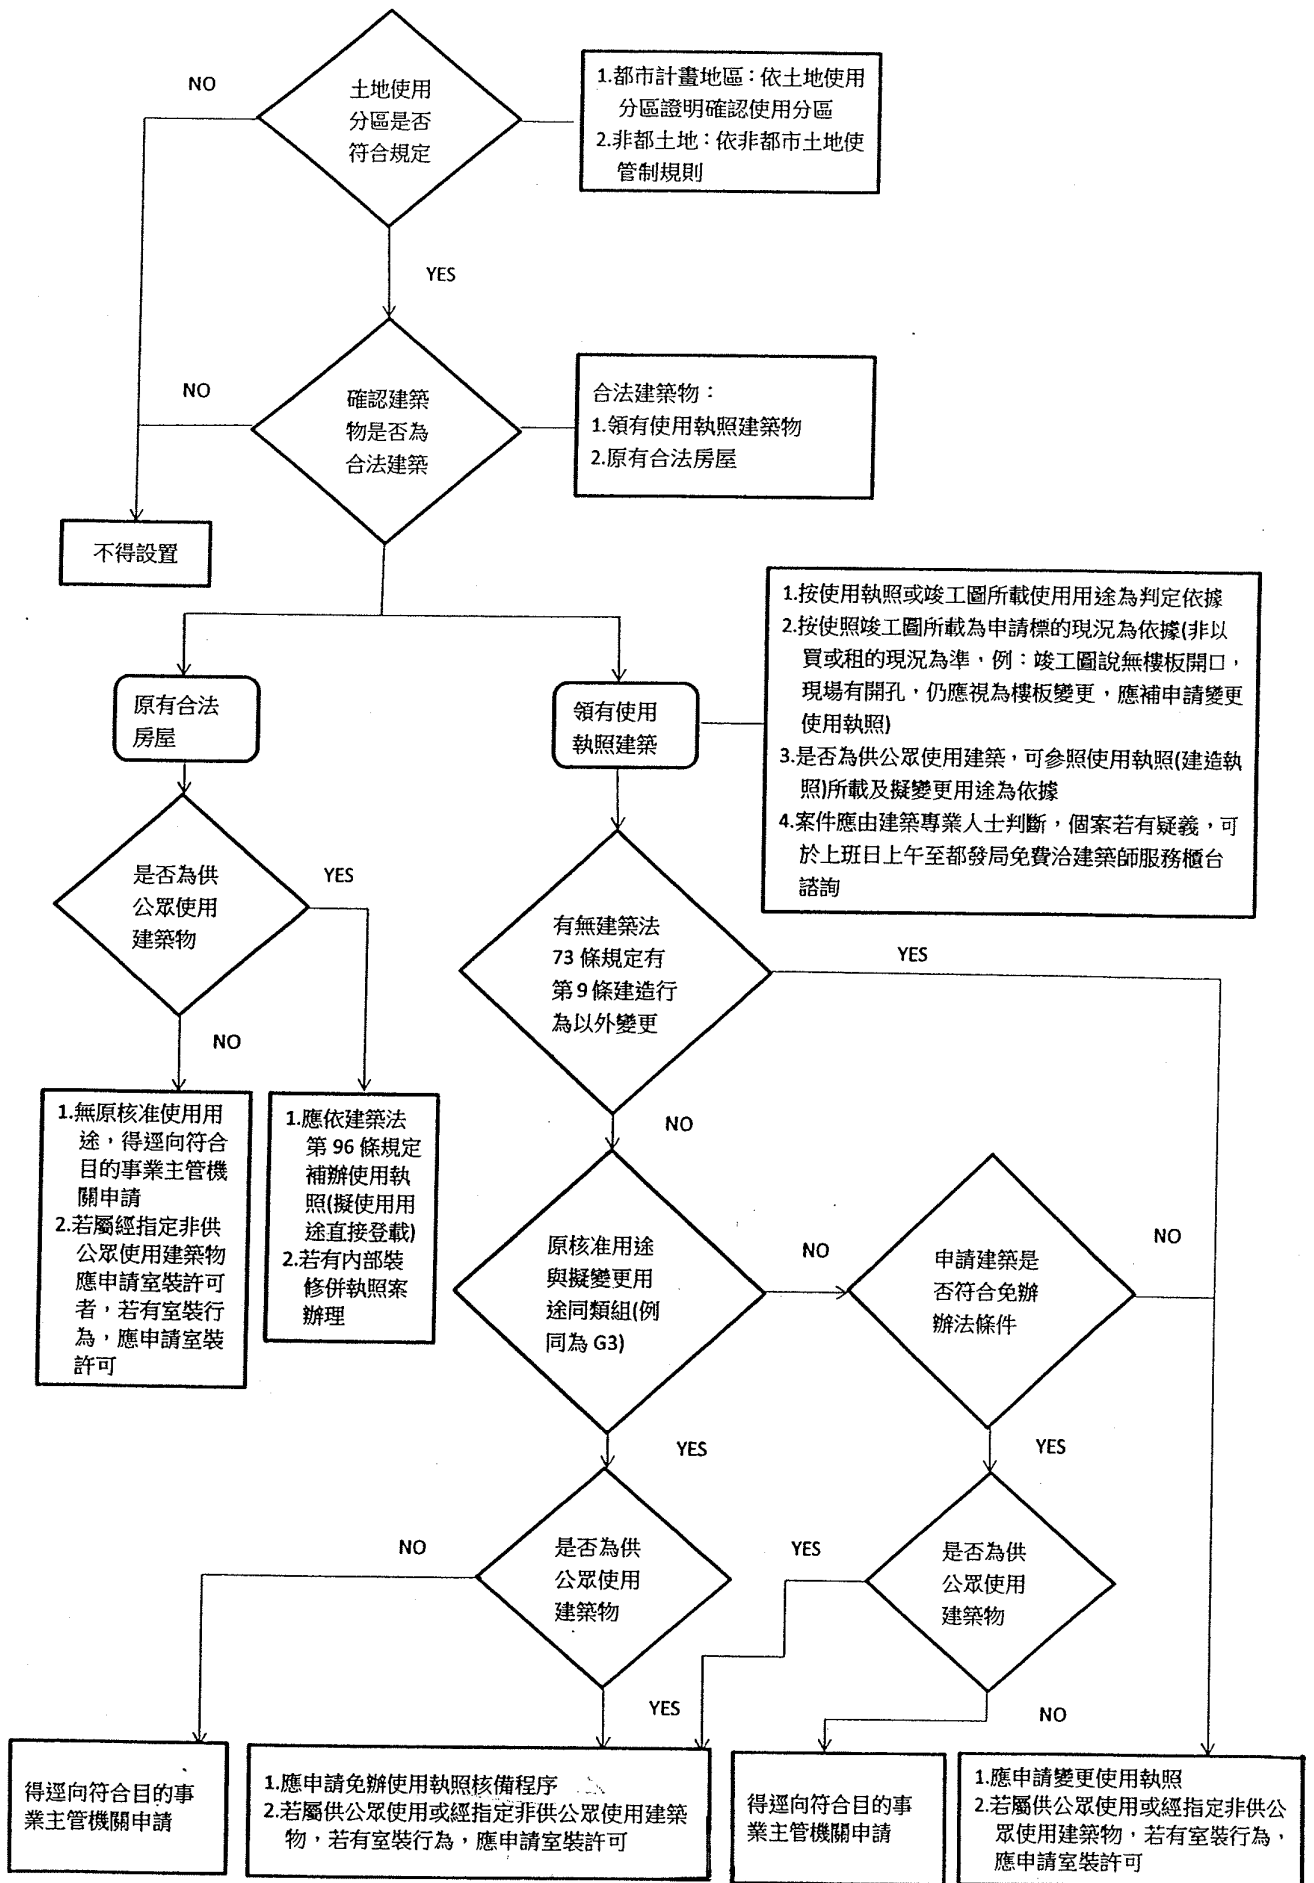 土地使用
分區是否
符合規定
NO
YES
1.都市計畫地區：依土地使用
分區證明確認使用分區
2.非都土地：依非都市土地使
管制規則
確認建築
物是否為
合法建築
NO
合法建築物：
1.領有使用執照建築物
2.原有合法房屋
不得設置
原有合法
房屋
領有使用
執照建築
1.按使用執照或竣工圖所載使用用途為判定依據
2.按使照竣工圖所載為申請標的現況為依據(非以
買或租的現況為準，例：竣工圖說無樓板開口，
現場有開孔，仍應視為樓板變更，應補申請變更
使用執照)
3.是否為供公眾使用建築，可參照使用執照(建造執
照)所載及擬變更用途為依據
4.案件應由建築專業人士判斷，個案若有疑義，可
於上班日上午至都發局免費洽建築師服務櫃台
諮詢
是否為供
公眾使用
建築物
YES
NO
有無建築法
73 條規定有
第 9 條建造行
為以外變更
YES
NO
1.無原核准使用用
途，得逕向符合
目的事業主管機
關申請
2.若屬經指定非供
公眾使用建築物
應申請室裝許可
者，若有室裝行
為，應申請室裝
許可
1.應依建築法
第 96 條規定
補辦使用執
照(擬使用用
途直接登載)
2.若有內部裝
修併執照案
辦理
原核准用途
與擬變更用
途同類組(例
同為 G3)
NO
YES
申請建築是
否符合免辦
辦法條件
NO
YES
是否為供
公眾使用
建築物
NO
YES
是否為供
公眾使用
建築物
YES
NO
得逕向符合目的事
業主管機關申請
1.應申請免辦使用執照核備程序
2.若屬供公眾使用或經指定非供公眾使用建築
物，若有室裝行為，應申請室裝許可
得逕向符合目的事
業主管機關申請
1.應申請變更使用執照
2.若屬供公眾使用或經指定非供公
眾使用建築物，若有室裝行為，
應申請室裝許可